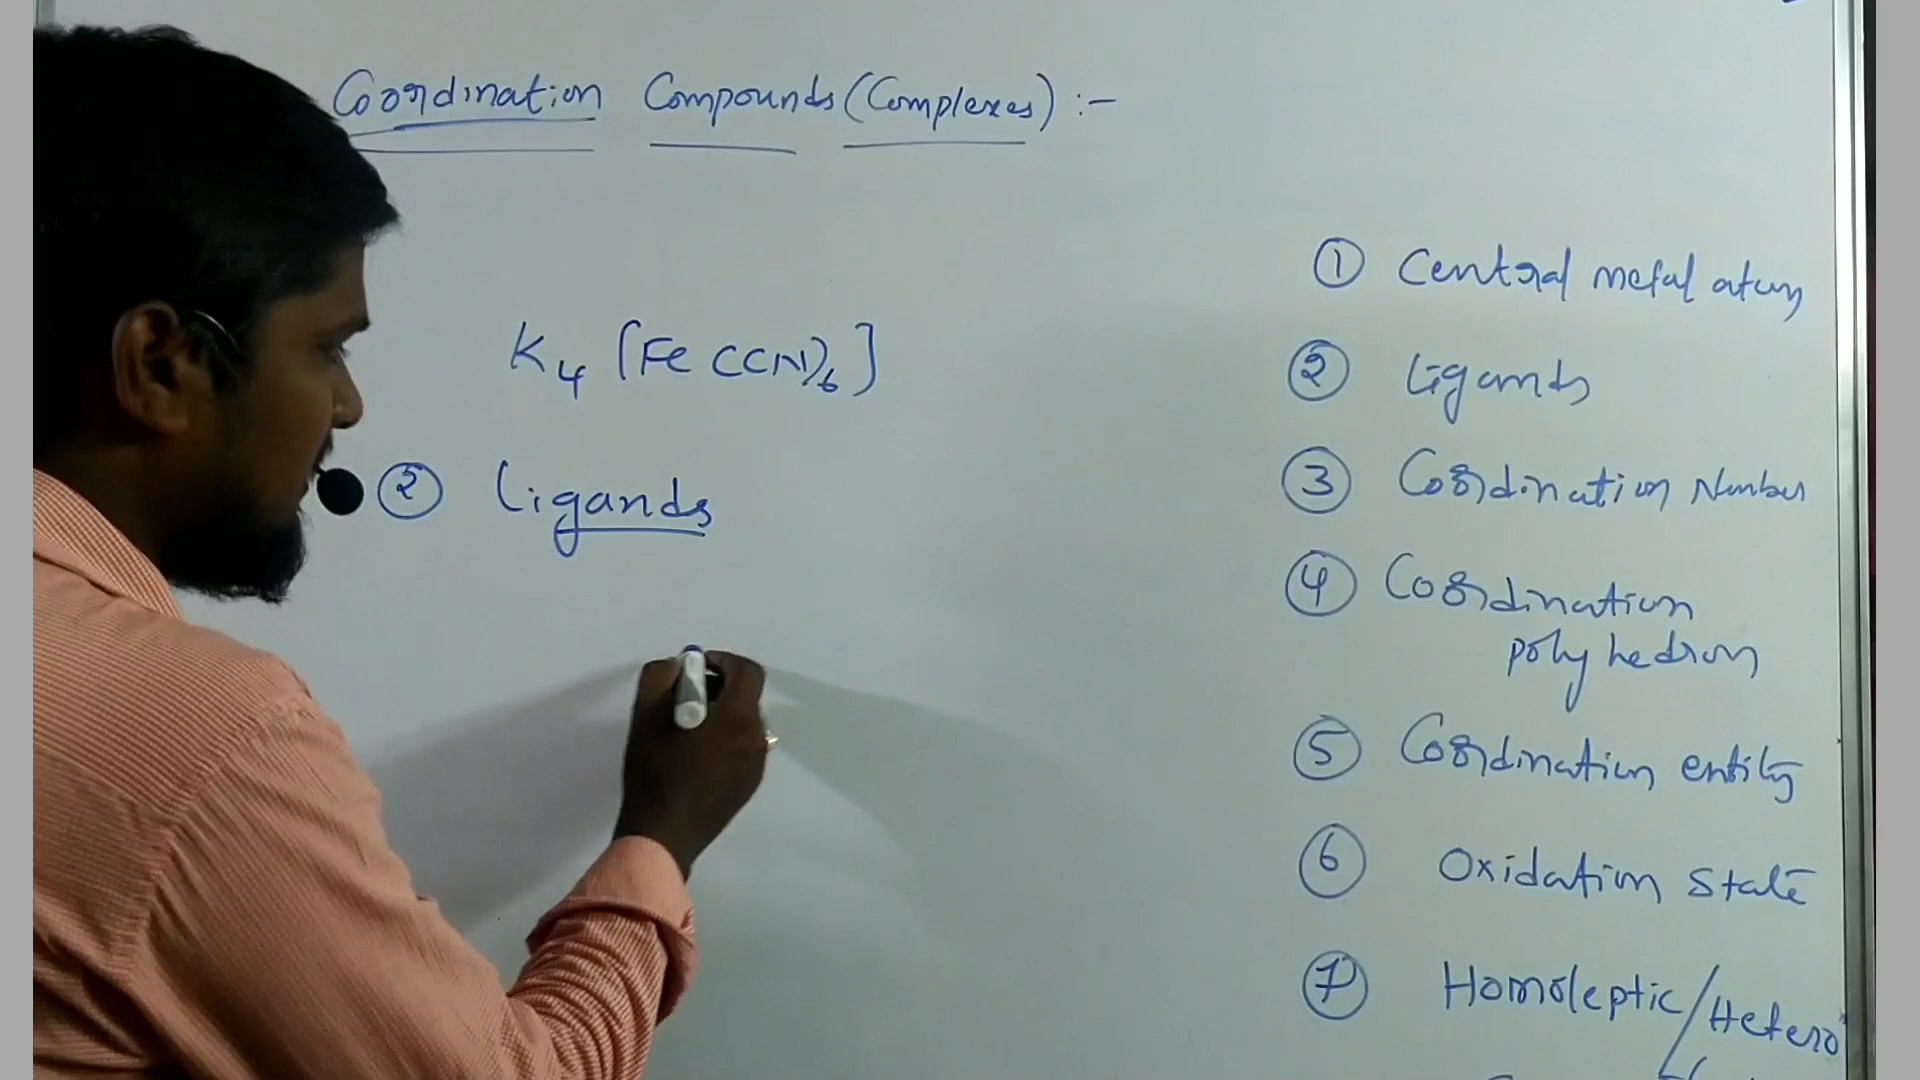 Coordination Compounds (Complexes) :-
K4 [Fe (CN)6]
② Ligands
① Central metal atom
② Ligands
③ Coordination Number
④ Coordination
polyhedron
⑤ Coordination entity
⑥ Oxidation state
⑦ Homoleptic/Hetero